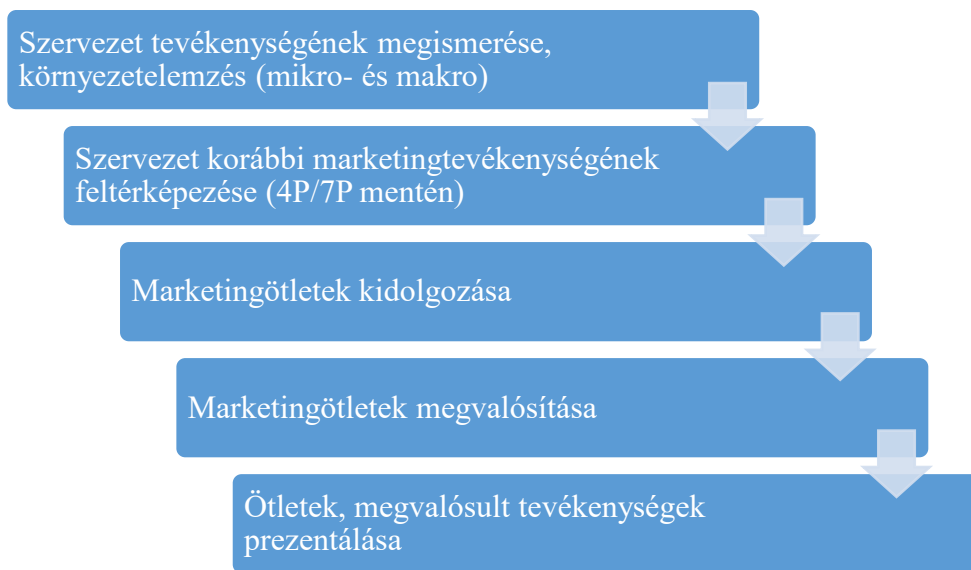 Szervezet tevékenységének megismerése,
környezetelemzés (mikro- és makro)
Szervezet korábbi marketingtevékenységének
feltérképezése (4P/7P mentén)
Marketingötletek kidolgozása
Marketingötletek megvalósítása
Ötletek, megvalósult tevékenységek
prezentálása